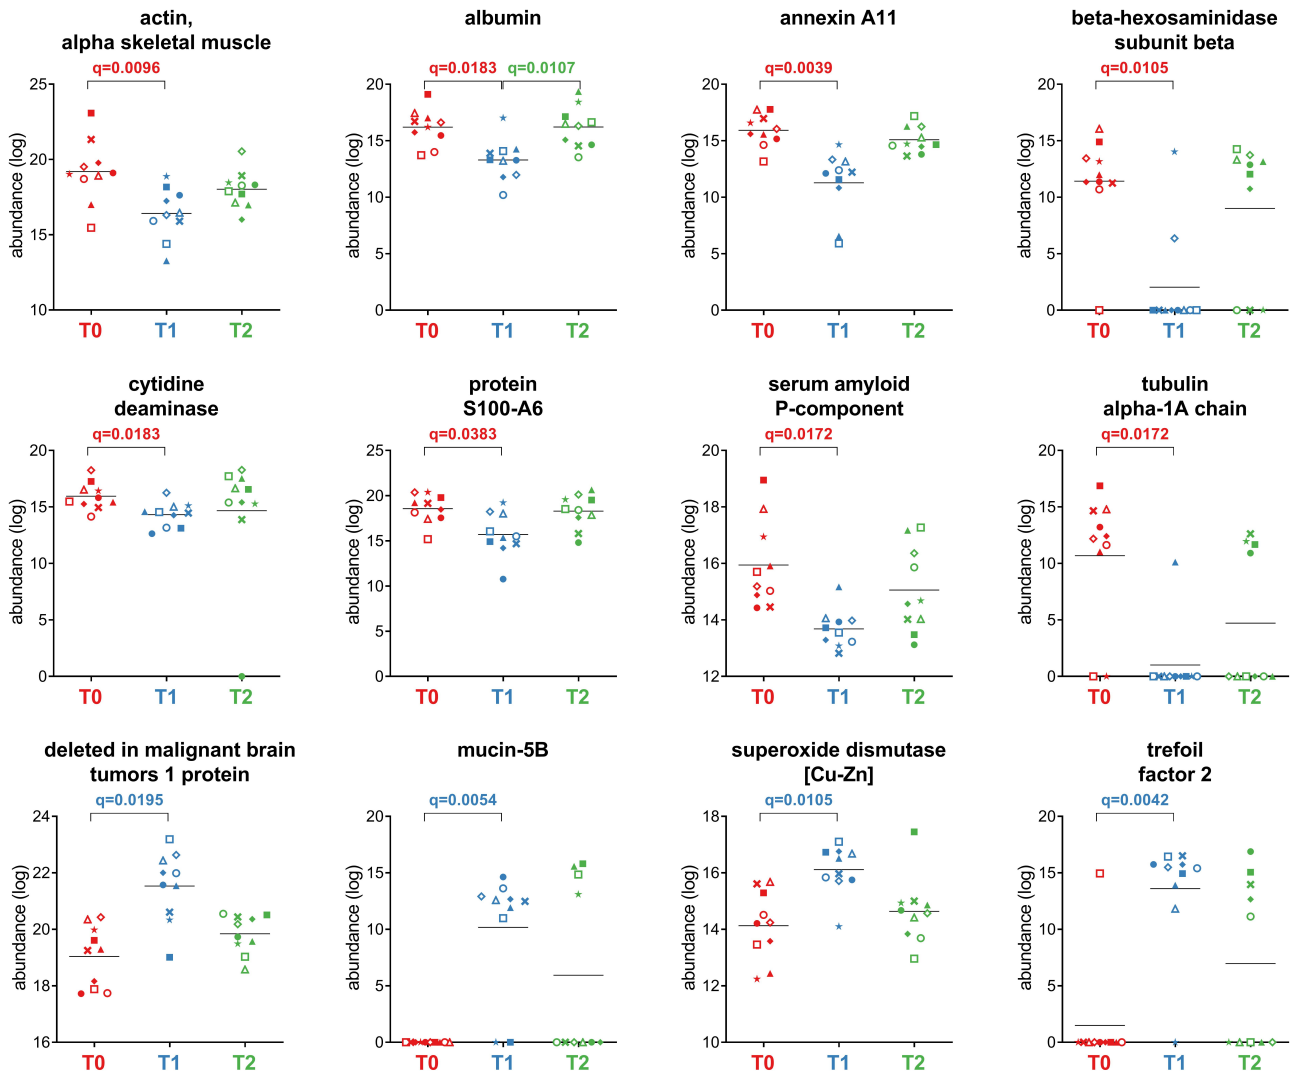 actin,
alpha skeletal muscle
q=0.0096
abundance (log)
25
20
15
10
T0 T1 T2
albumin
q=0.0183 q=0.0107
abundance (log)
20
15
10
5
0
T0 T1 T2
annexin A11
q=0.0039
abundance (log)
20
15
10
5
0
T0 T1 T2
beta-hexosaminidase
subunit beta
q=0.0105
abundance (log)
20
15
10
5
0
T0 T1 T2
cytidine
deaminase
q=0.0183
abundance (log)
20
15
10
5
0
T0 T1 T2
protein
S100-A6
q=0.0383
abundance (log)
25
20
15
10
5
0
T0 T1 T2
serum amyloid
P-component
q=0.0172
abundance (log)
20
18
16
14
12
T0 T1 T2
tubulin
alpha-1A chain
q=0.0172
abundance (log)
20
15
10
5
0
T0 T1 T2
deleted in malignant brain
tumors 1 protein
q=0.0195
abundance (log)
24
22
20
18
16
T0 T1 T2
mucin-5B
q=0.0054
abundance (log)
20
15
10
5
0
T0 T1 T2
superoxide dismutase
[Cu-Zn]
q=0.0105
abundance (log)
18
16
14
12
10
T0 T1 T2
trefoil
factor 2
q=0.0042
abundance (log)
20
15
10
5
0
T0 T1 T2